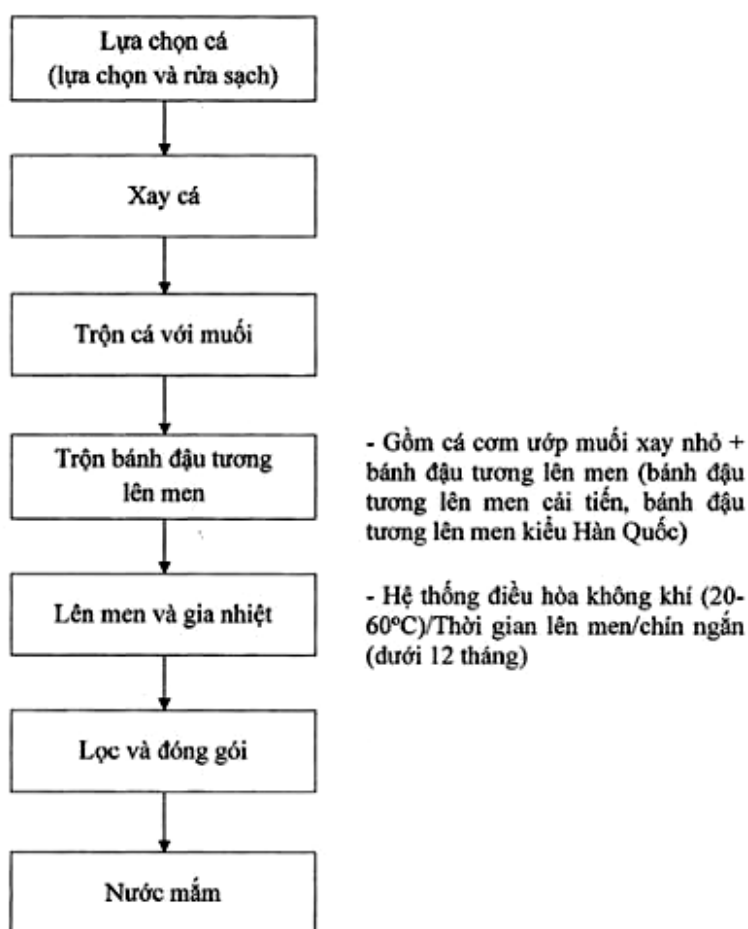 Lựa chọn cá
(lựa chọn và rửa sạch)
Xay cá
Trộn cá với muối
Trộn bánh đậu tương
lên men
- Gồm cá cơm ướp muối xay nhỏ +
bánh đậu tương lên men (bánh đậu
tương lên men cải tiến, bánh đậu
tương lên men kiểu Hàn Quốc)
Lên men và gia nhiệt
- Hệ thống điều hòa không khí (20-
60°C)/Thời gian lên men/chín ngắn
(dưới 12 tháng)
Lọc và đóng gói
Nước mắm